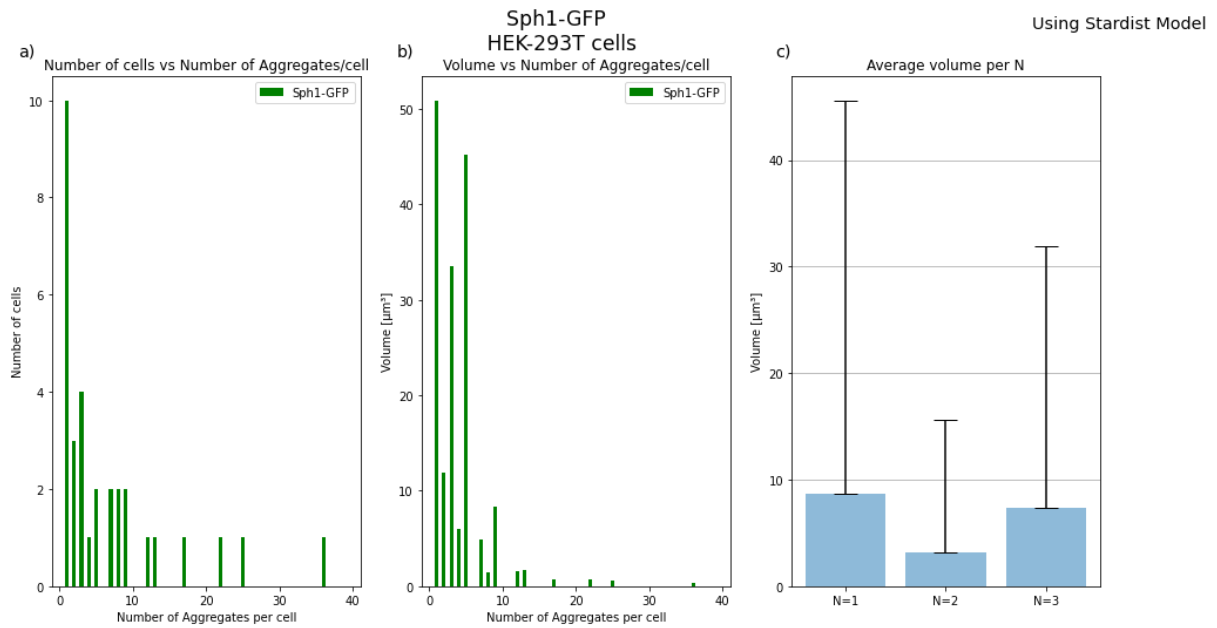 Sph1-GFP
HEK-293T cells
Using Stardist Model
a)
Number of cells vs Number of Aggregates/cell
Sph1-GFP
10
8
6
4
2
0
Number of cells
0 10 20 30 40
Number of Aggregates per cell
b)
Volume vs Number of Aggregates/cell
Sph1-GFP
50
40
30
20
10
0
Volume [µm³]
0 10 20 30 40
Number of Aggregates per cell
c)
Average volume per N
40
30
20
10
0
Volume [µm³]
N=1 N=2 N=3